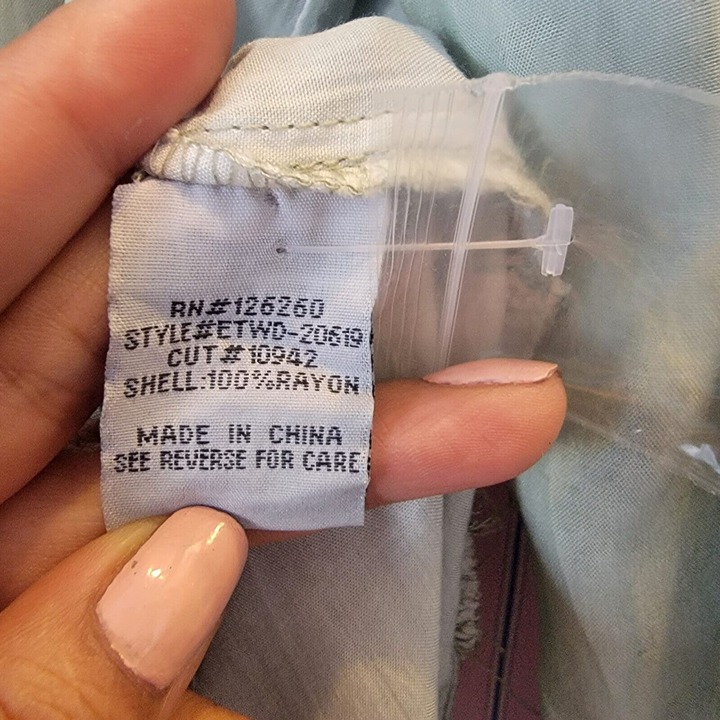 RN#126260
STYLE#ETWD-20619
CUT#10942
SHELL:100%RAYON
MADE IN CHINA
SEE REVERSE FOR CARE